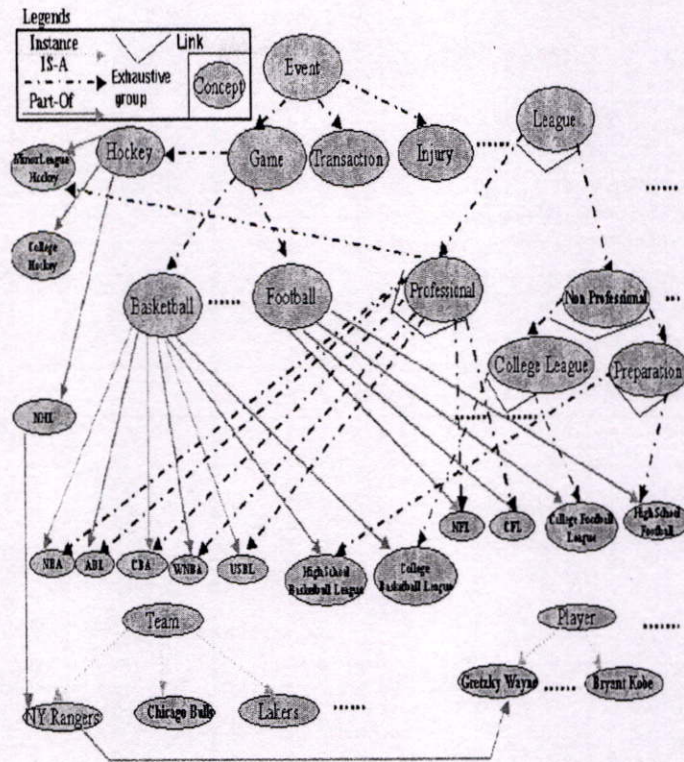 Legends
Instance
Link
IS-A
Exhaustive
group
Concept
Part-Of
Event
League
Hockey
Minor League
Hockey
Game
Transaction
Injury
College
Hockey
Basketball
Football
Professional
Non Professional
College League
Preparation
NHL
NFL
CFL
College Football
League
High School
Football
NBA
ABL
CBA
WNBA
USBL
High School
Basketball League
College
Basketball League
Team
Player
Gretzky Wayne
Bryant Kobe
NY Rangers
Chicago Bulls
Lakers